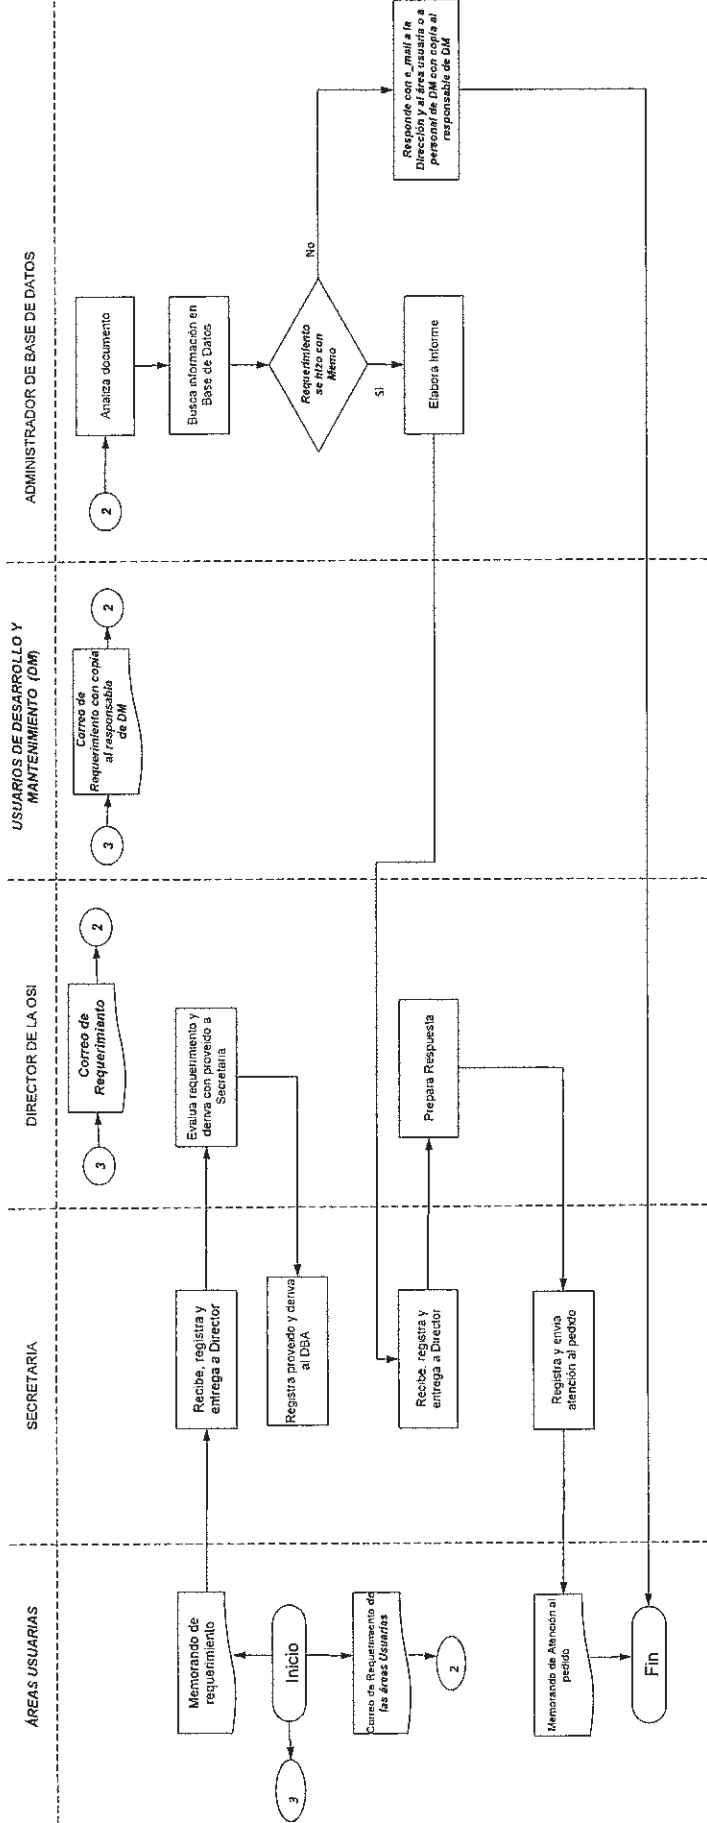 ÁREAS USUARIAS
SECRETARIA
DIRECTOR DE LA OSI
USUARIOS DE DESARROLLO Y
MANTENIMIENTO (DM)
ADMINISTRADOR DE BASE DE DATOS
3
Inicio
Memorando de
requerimiento
Correo de Requerimiento de
las áreas Usuarias
2
Memorando de Atención al
pedido
Fin
Recibe, registra y
entrega a Director
Registra proveido y deriva
al DBA
Recibe, registra y
entrega a Director
Registra y envia
atención al pedido
3
Correo de
Requerimiento
2
Evalua requerimiento y
deriva con proveido a
Secretaria
Prepara Respuesta
3
Correo de
Requerimiento con copia
al responsable
de DM
2
2
Analiza documento
Busca información en
Base de Datos
Requerimiento
se hizo con
Memo
No
SI
Elabora Informe
Responde con e_mail a la
Dirección y al área usuaria o a
personal de DM con copia al
responsable de DM